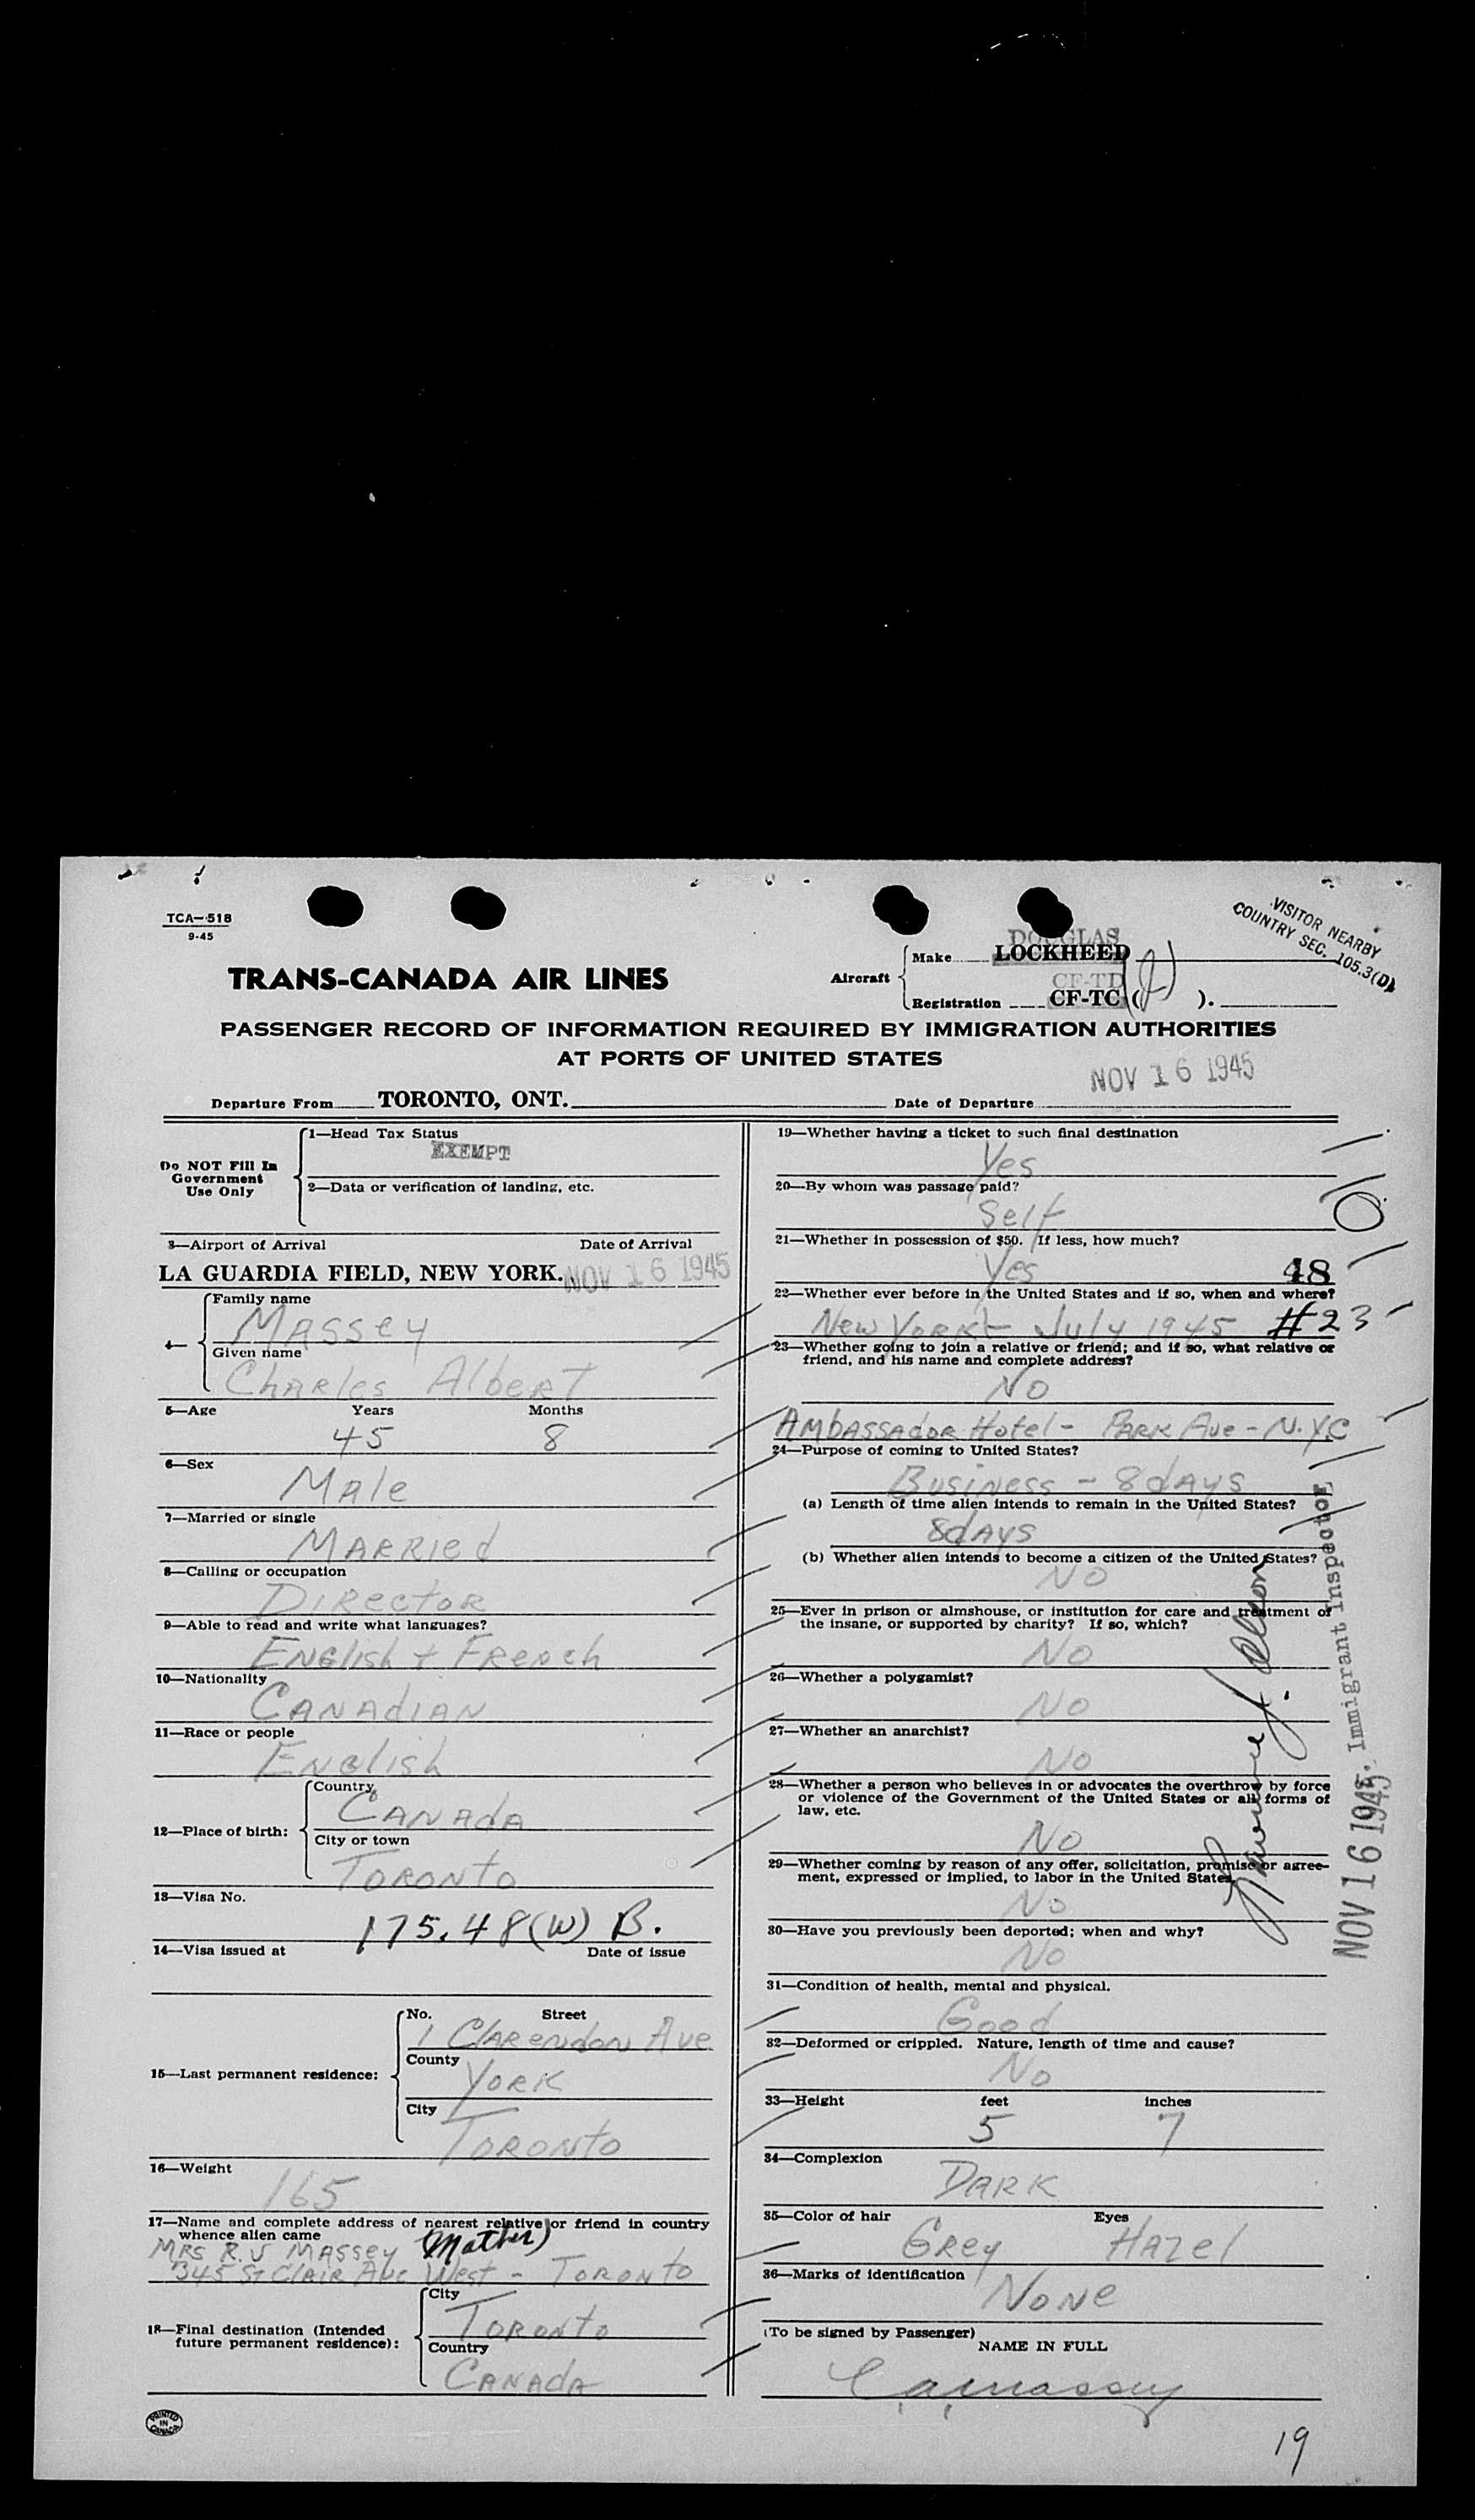 TCA-518
9-45
VISITOR NEARBY
COUNTRY SEC. 105.3(D)
TRANS-CANADA AIR LINES
Aircraft
Make
DOUGLAS
LOCKHEED
Registration
CF-TD
CF-TC ( ).
PASSENGER RECORD OF INFORMATION REQUIRED BY IMMIGRATION AUTHORITIES
AT PORTS OF UNITED STATES
Departure From TORONTO, ONT.
Date of Departure NOV 16 1945
Do NOT Fill In
Government
Use Only
1—Head Tax Status
EXEMPT
2—Data or verification of landing, etc.
3—Airport of Arrival Date of Arrival
LA GUARDIA FIELD, NEW YORK. NOV 16 1945
4—
Family name
Massey
Given name
Charles Albert
5—Age Years Months
45 8
6—Sex
Male
7—Married or single
Married
8—Calling or occupation
Director
9—Able to read and write what languages?
English + French
10—Nationality
Canadian
11—Race or people
English
12—Place of birth:
Country
Canada
City or town
Toronto
13—Visa No.
175.48(W) B.
14—Visa issued at Date of issue
15—Last permanent residence:
No. Street
1 Clarendon Ave
County
York
City
Toronto
16—Weight
165
17—Name and complete address of nearest relative or friend in country
whence alien came
Mrs R.V Massey (Mother)
345 St Clair Ave West - Toronto
18—Final destination (Intended
future permanent residence):
City
Toronto
Country
Canada
PRINTED
IN
CANADA
19—Whether having a ticket to such final destination
Yes
20—By whom was passage paid?
Self
21—Whether in possession of $50. If less, how much?
Yes
48
22—Whether ever before in the United States and if so, when and where?
New York - July 1945 #23
23—Whether going to join a relative or friend; and if so, what relative or
friend, and his name and complete address?
No
Ambassador Hotel - Park Ave - N.Y.C
24—Purpose of coming to United States?
Business - 8 days
(a) Length of time alien intends to remain in the United States?
8 days
(b) Whether alien intends to become a citizen of the United States?
No
25—Ever in prison or almshouse, or institution for care and treatment of
the insane, or supported by charity? If so, which?
No
26—Whether a polygamist?
No
27—Whether an anarchist?
No
28—Whether a person who believes in or advocates the overthrow by force
or violence of the Government of the United States or all forms of
law, etc.
No
29—Whether coming by reason of any offer, solicitation, promise or agree-
ment, expressed or implied, to labor in the United States
No
30—Have you previously been deported; when and why?
No
31—Condition of health, mental and physical.
Good
32—Deformed or crippled. Nature, length of time and cause?
No
33—Height feet inches
5 7
34—Complexion
Dark
35—Color of hair Eyes
Grey Hazel
36—Marks of identification
None
(To be signed by Passenger)
NAME IN FULL
Camassey
Immigrant Inspector
NOV 16 1945
19